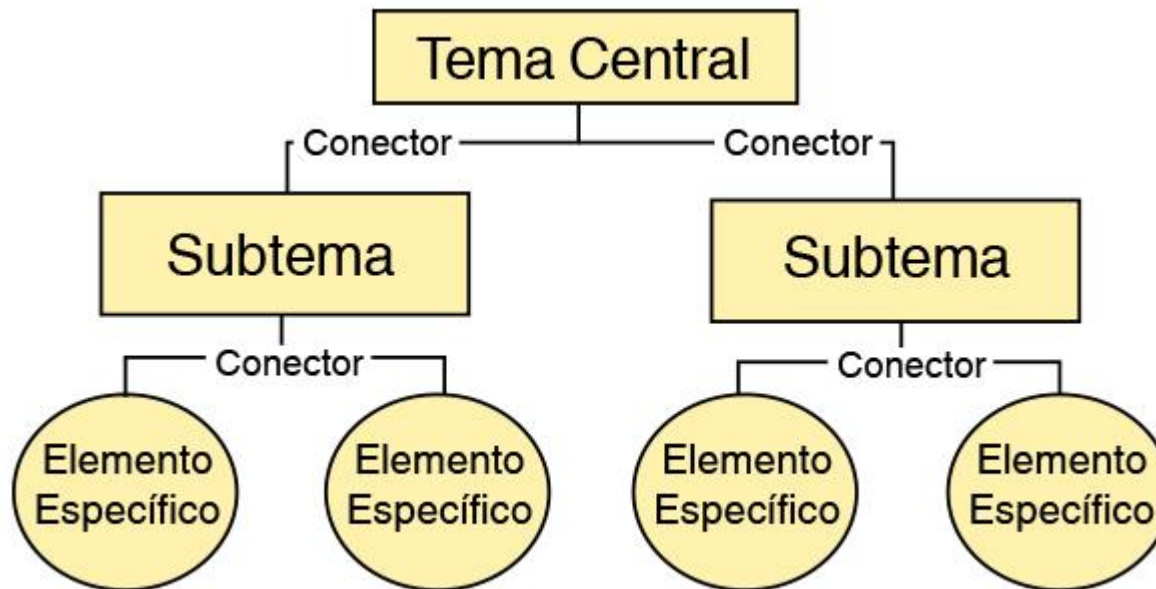 Tema Central
Conector
Conector
Subtema
Subtema
Conector
Conector
Elemento
Específico
Elemento
Específico
Elemento
Específico
Elemento
Específico